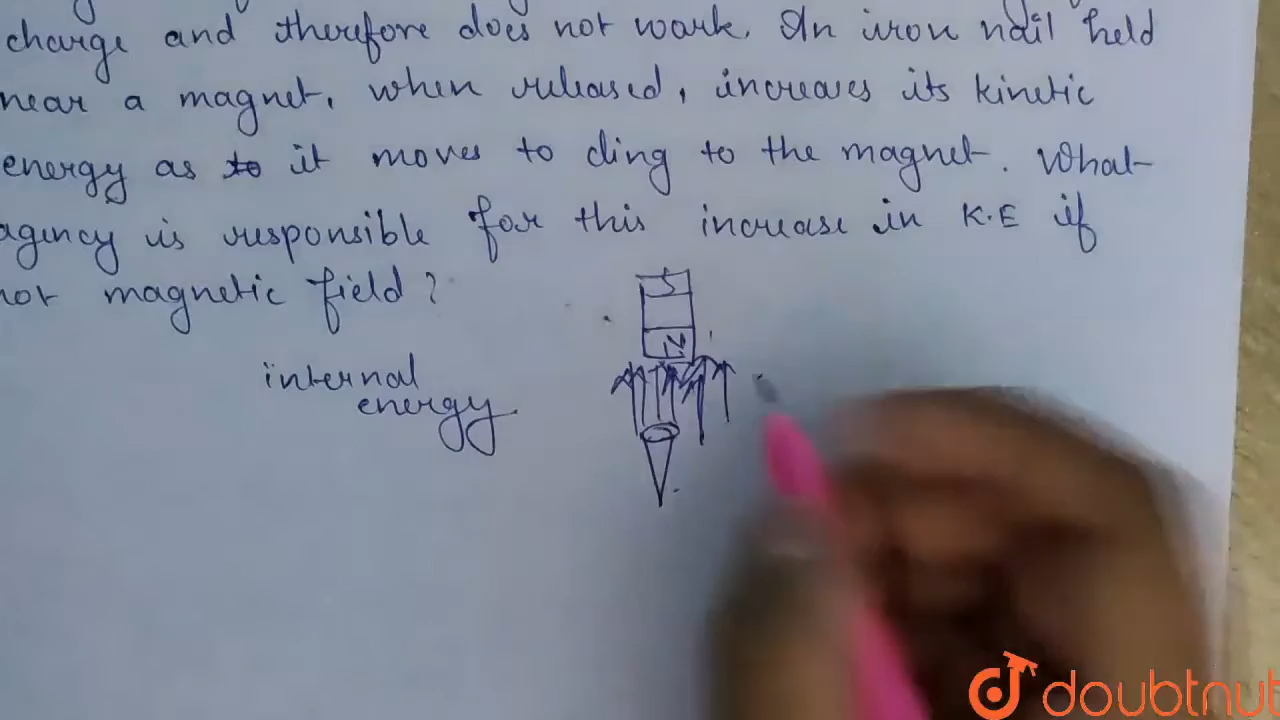 charge and therefore does not work. An iron nail held
near a magnet, when released, increases its kinetic
energy as to it moves to cling to the magnet. What
agency is responsible for this increase in K.E if
not magnetic field?
S
N
internal
energy.
doubtnut